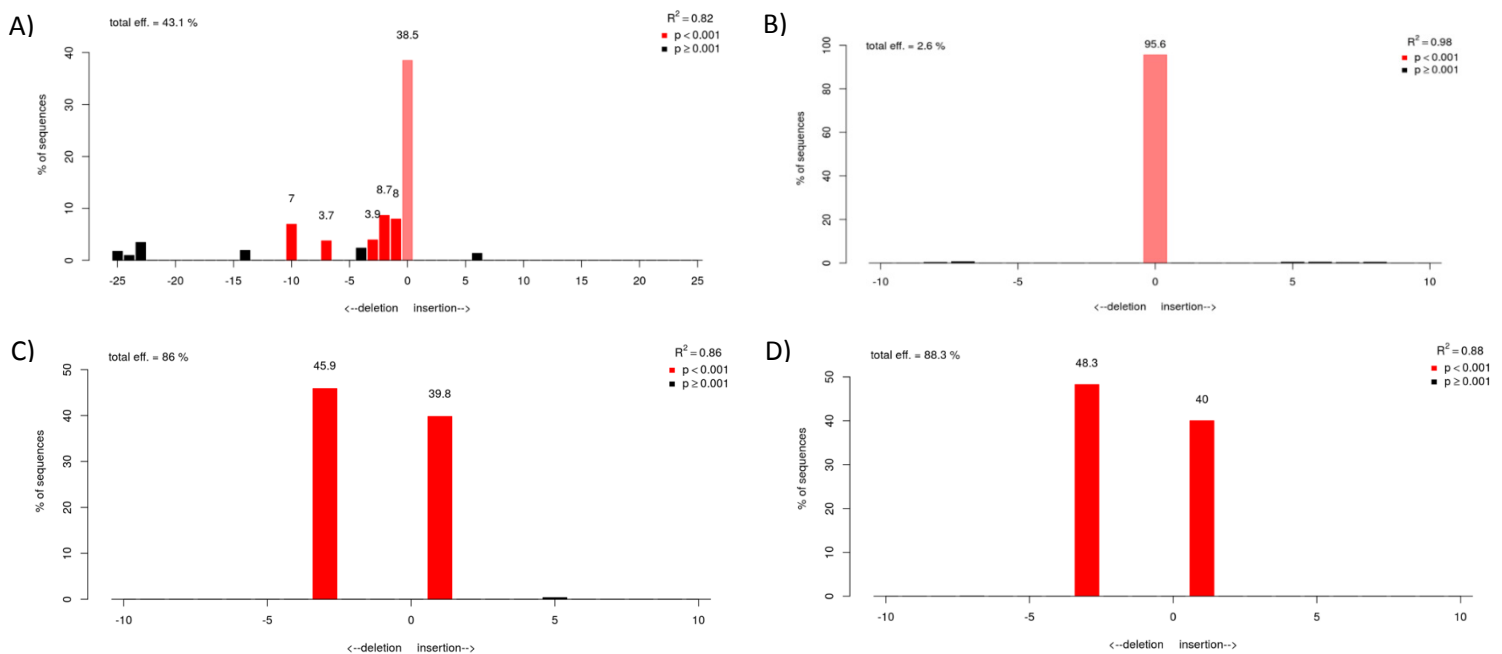 A)
total eff. = 43.1 %
R² = 0.82
p < 0.001
p ≥ 0.001
% of sequences
40
30
20
10
0
38.5
7
3.7
3.9
8.7
8
-25
-20
-15
-10
-5
0
5
10
15
20
25
<--deletion insertion-->
B)
total eff. = 2.6 %
R² = 0.98
p < 0.001
p ≥ 0.001
% of sequences
100
80
60
40
20
0
95.6
-10
-5
0
5
10
<--deletion insertion-->
C)
total eff. = 86 %
R² = 0.86
p < 0.001
p ≥ 0.001
% of sequences
50
40
30
20
10
0
45.9
39.8
-10
-5
0
5
10
<--deletion insertion-->
D)
total eff. = 88.3 %
R² = 0.88
p < 0.001
p ≥ 0.001
% of sequences
50
40
30
20
10
0
48.3
40
-10
-5
0
5
10
<--deletion insertion-->